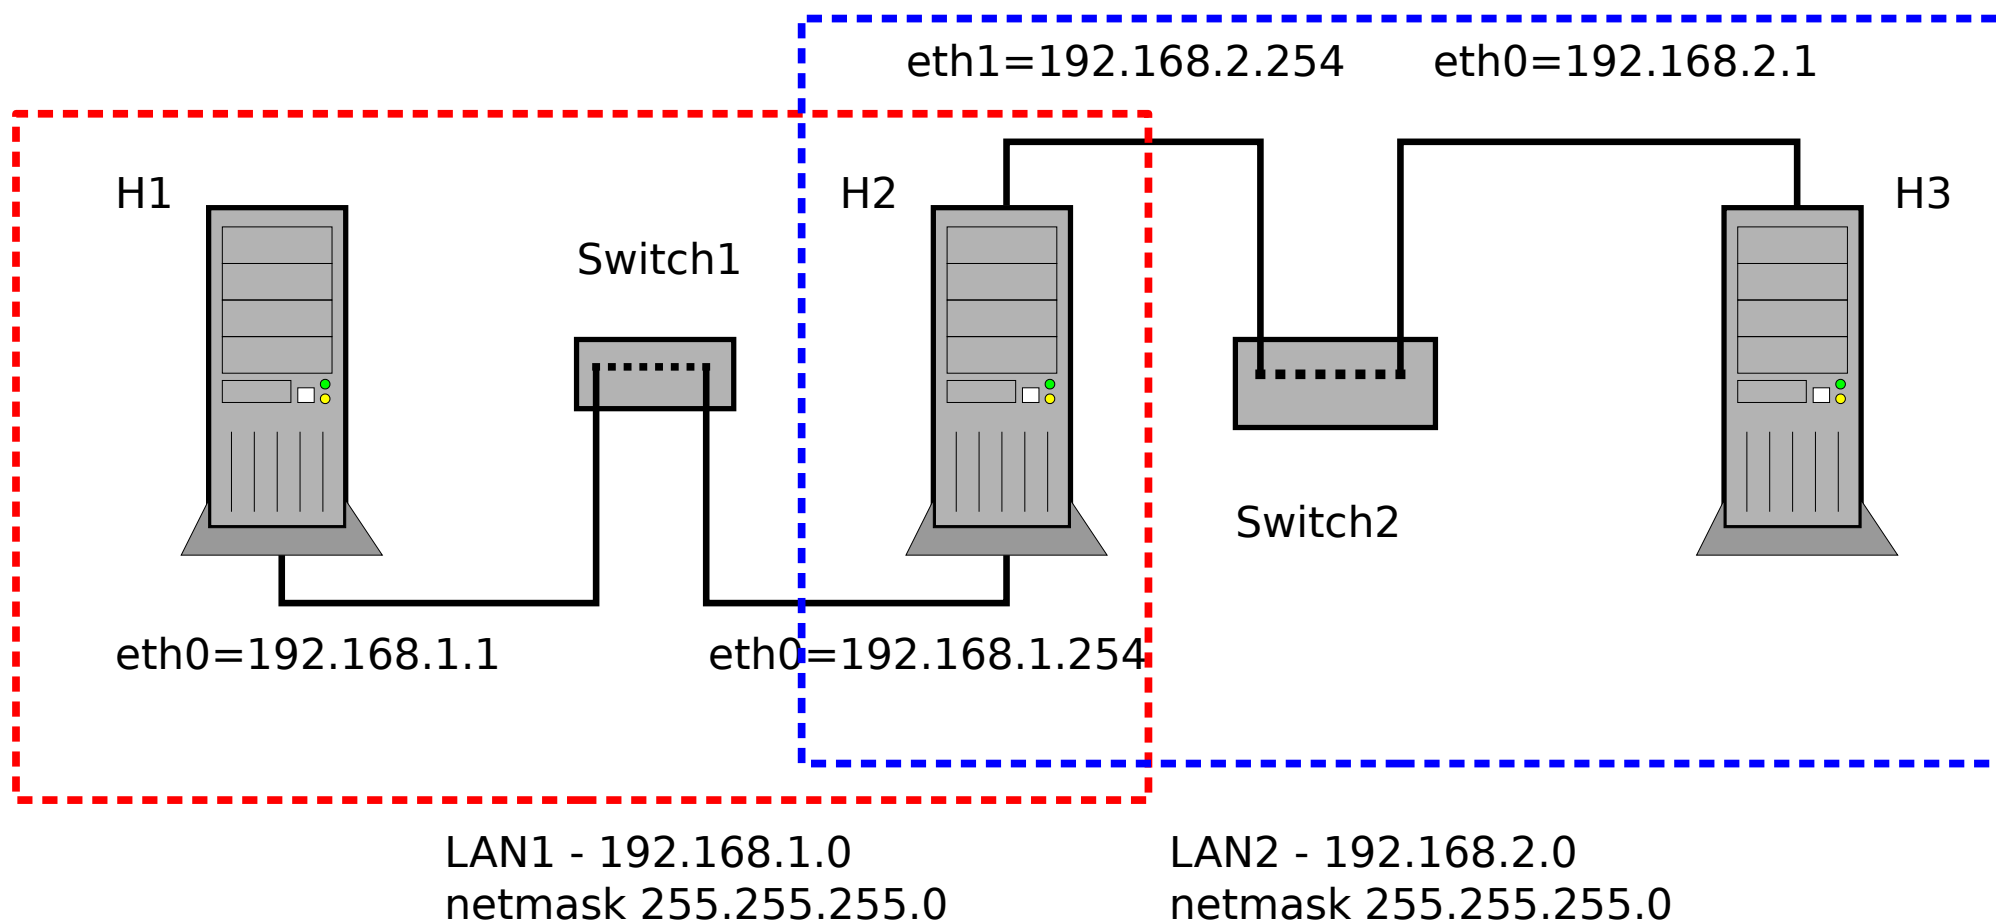 eth1=192.168.2.254
eth0=192.168.2.1
H1
H2
H3
Switch1
Switch2
eth0=192.168.1.1
eth0=192.168.1.254
LAN1 - 192.168.1.0
netmask 255.255.255.0
LAN2 - 192.168.2.0
netmask 255.255.255.0